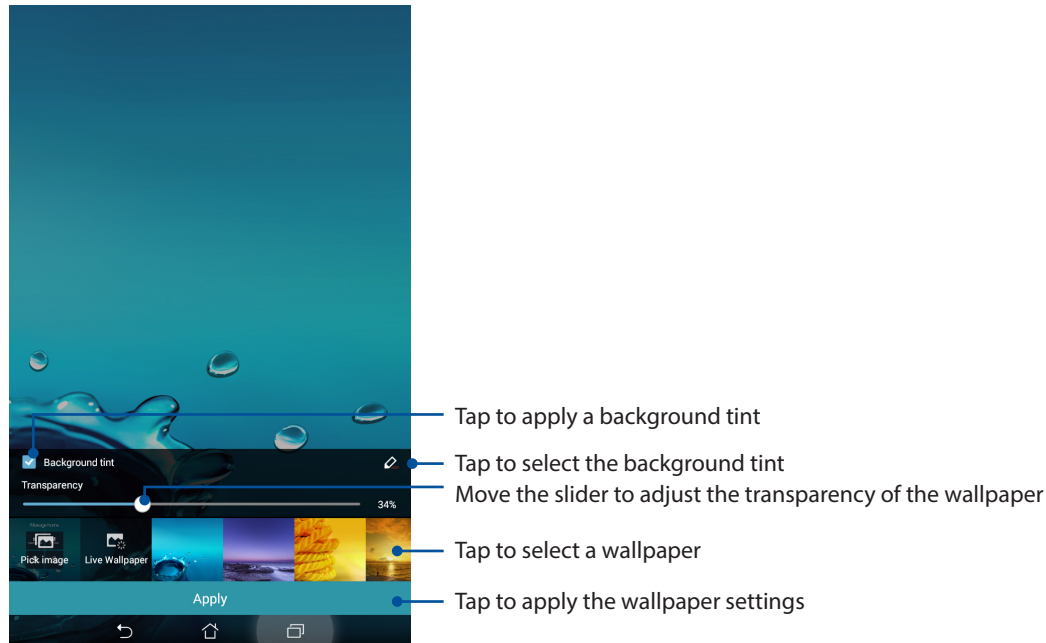 Tap to apply a background tint
Background tint
Tap to select the background tint
Transparency
Move the slider to adjust the transparency of the wallpaper
34%
Pick image
Live Wallpaper
Tap to select a wallpaper
Apply
Tap to apply the wallpaper settings